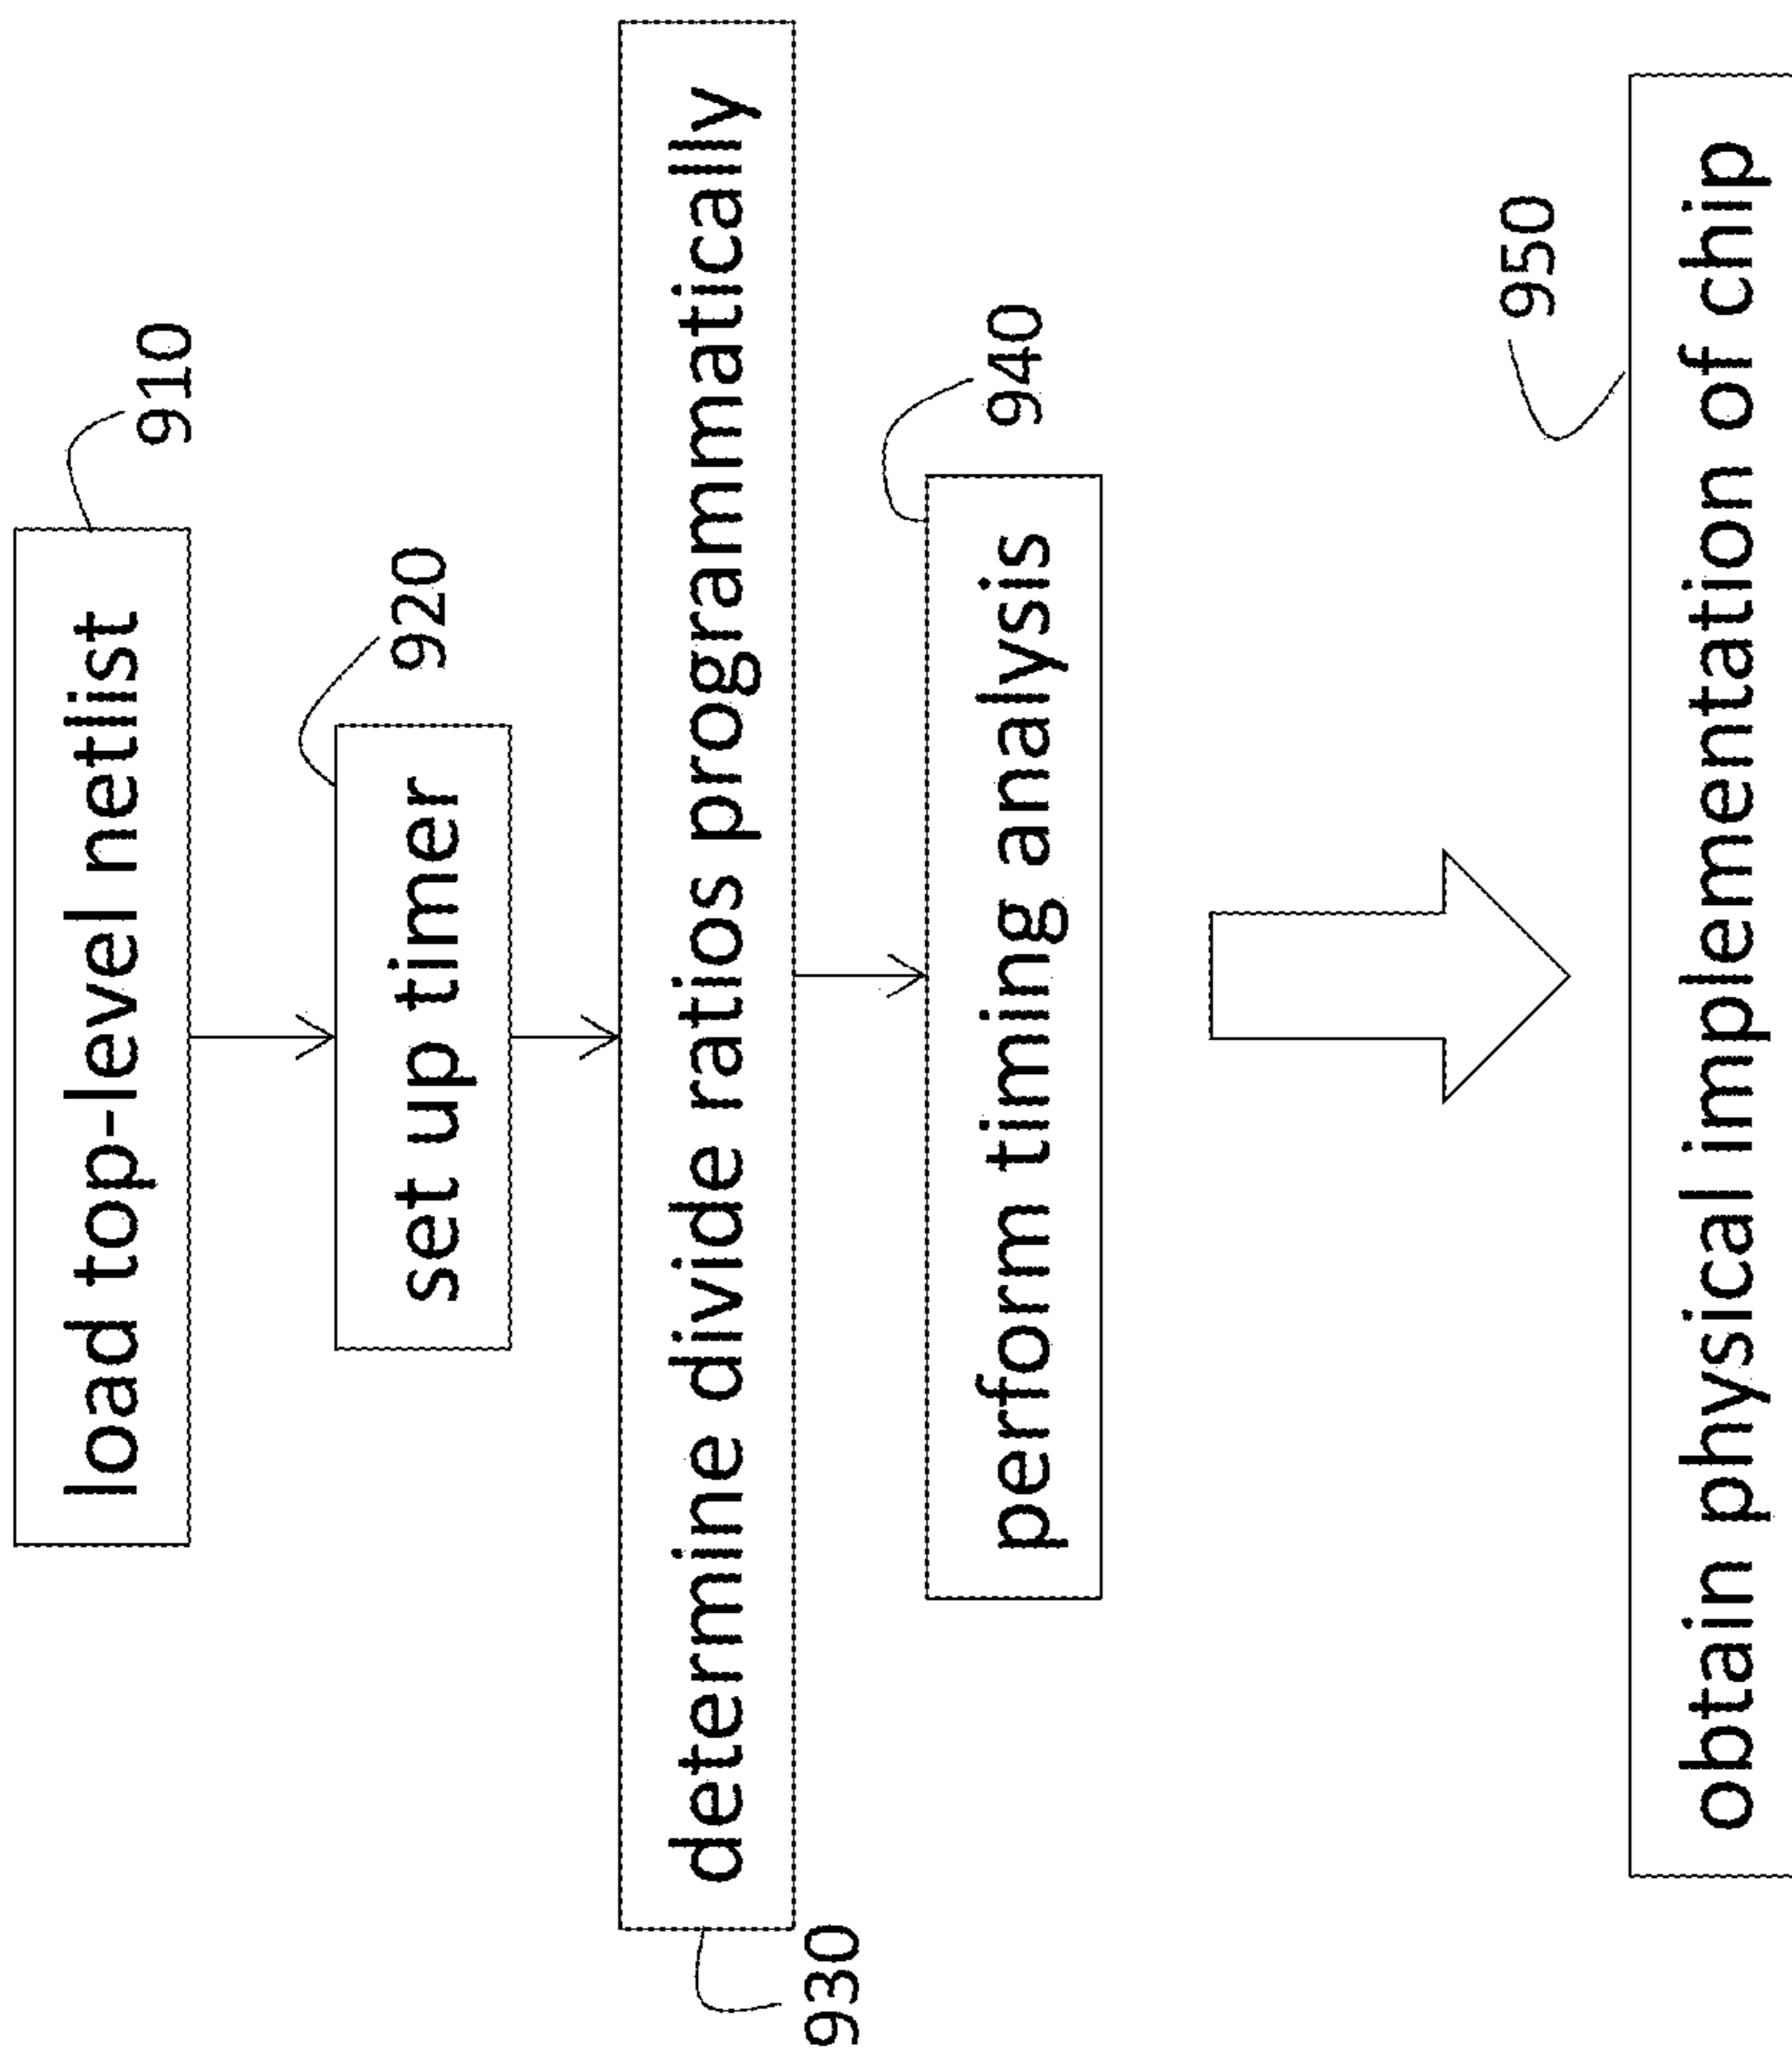 load top-level netlist
910
set up timer
920
determine divide ratios programmatically
930
perform timing analysis
940
obtain physical implementation of chip
950